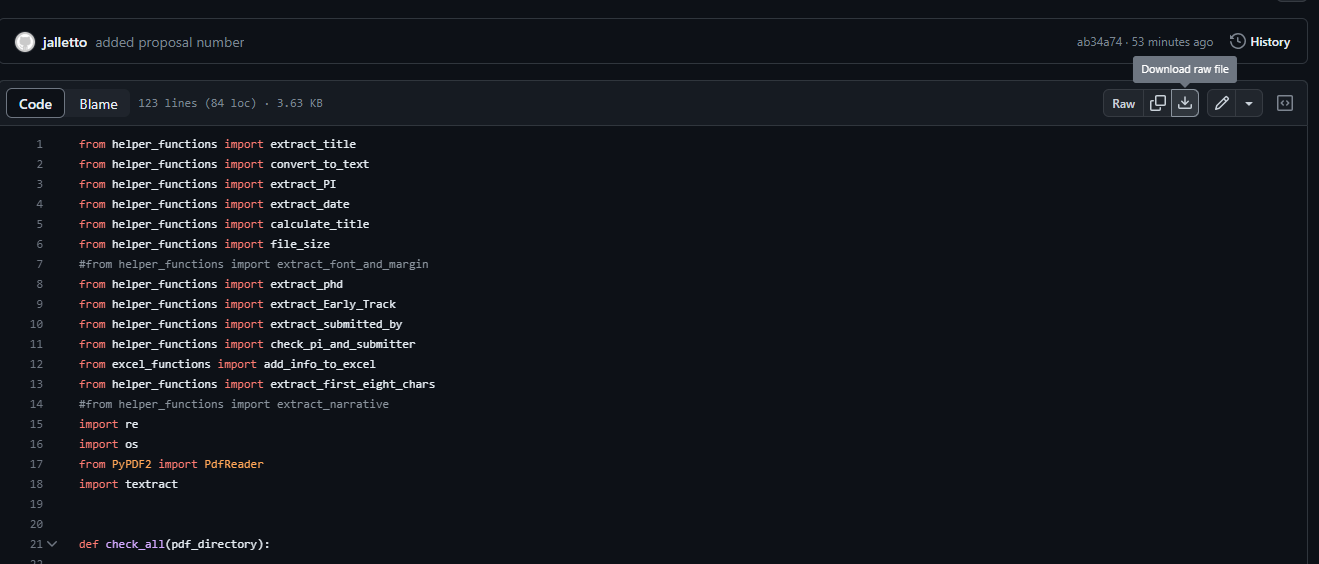 jalletto added proposal number ab34a74 · 53 minutes ago History
Download raw file
Code Blame 123 lines (84 loc) · 3.63 KB Raw
1 from helper_functions import extract_title
2 from helper_functions import convert_to_text
3 from helper_functions import extract_PI
4 from helper_functions import extract_date
5 from helper_functions import calculate_title
6 from helper_functions import file_size
7 #from helper_functions import extract_font_and_margin
8 from helper_functions import extract_phd
9 from helper_functions import extract_Early_Track
10 from helper_functions import extract_submitted_by
11 from helper_functions import check_pi_and_submitter
12 from excel_functions import add_info_to_excel
13 from helper_functions import extract_first_eight_chars
14 #from helper_functions import extract_narrative
15 import re
16 import os
17 from PyPDF2 import PdfReader
18 import textract
19
20
21 def check_all(pdf_directory):